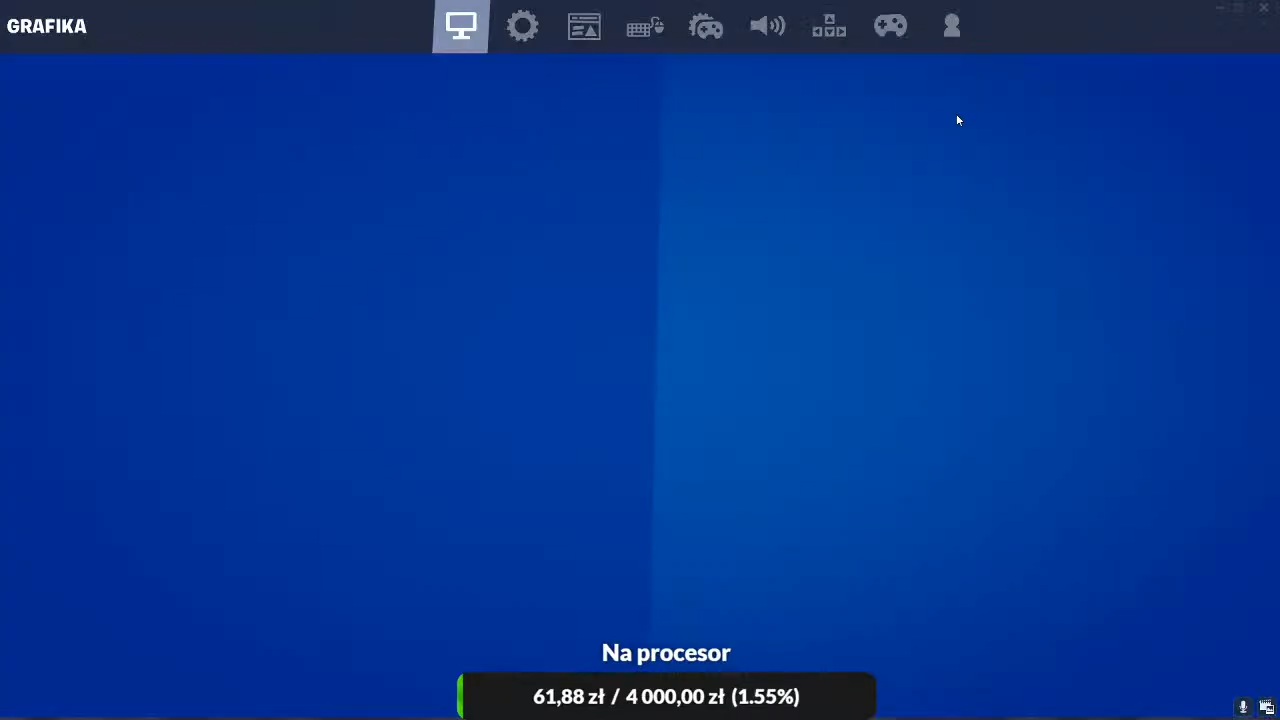 GRAFIKA
Na procesor
61,88 zł / 4 000,00 zł (1.55%)